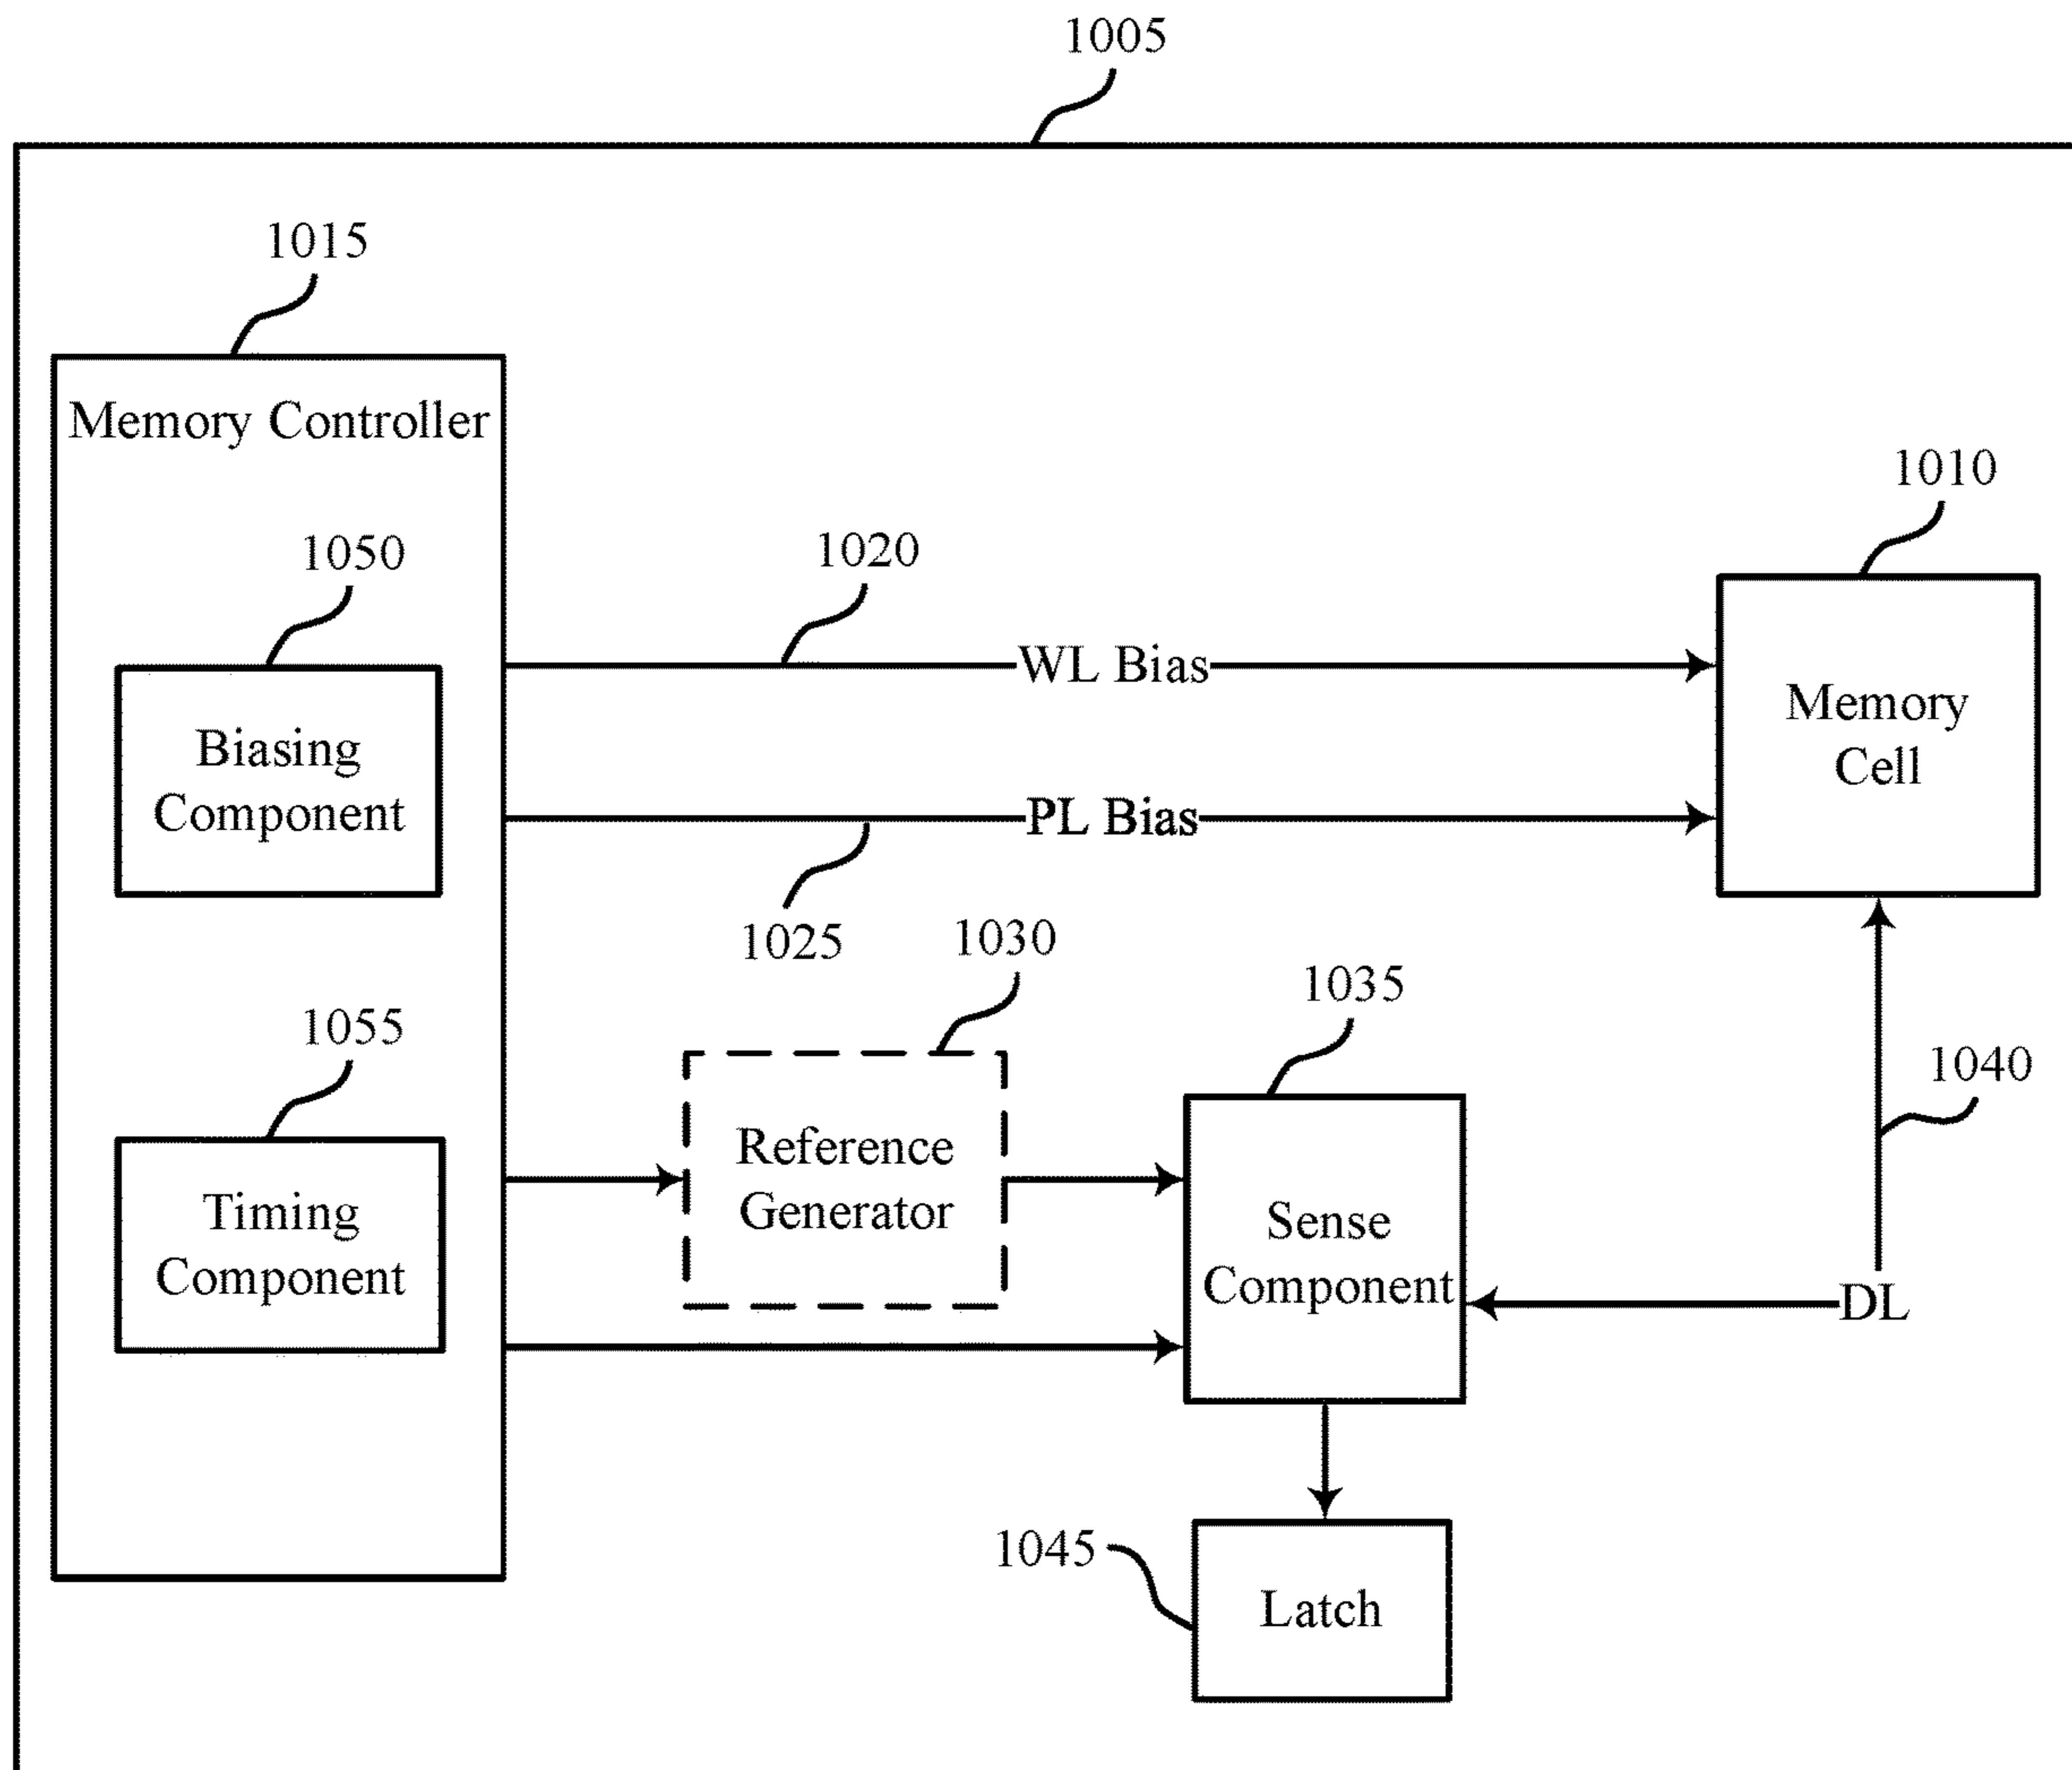 1005
1015
Memory Controller
1010
1050
1020
WL Bias
Memory
Cell
Biasing
Component
PL Bias
1025
1030
1035
1055
1040
Reference
Generator
Sense
Component
Timing
Component
DL
1045
Latch